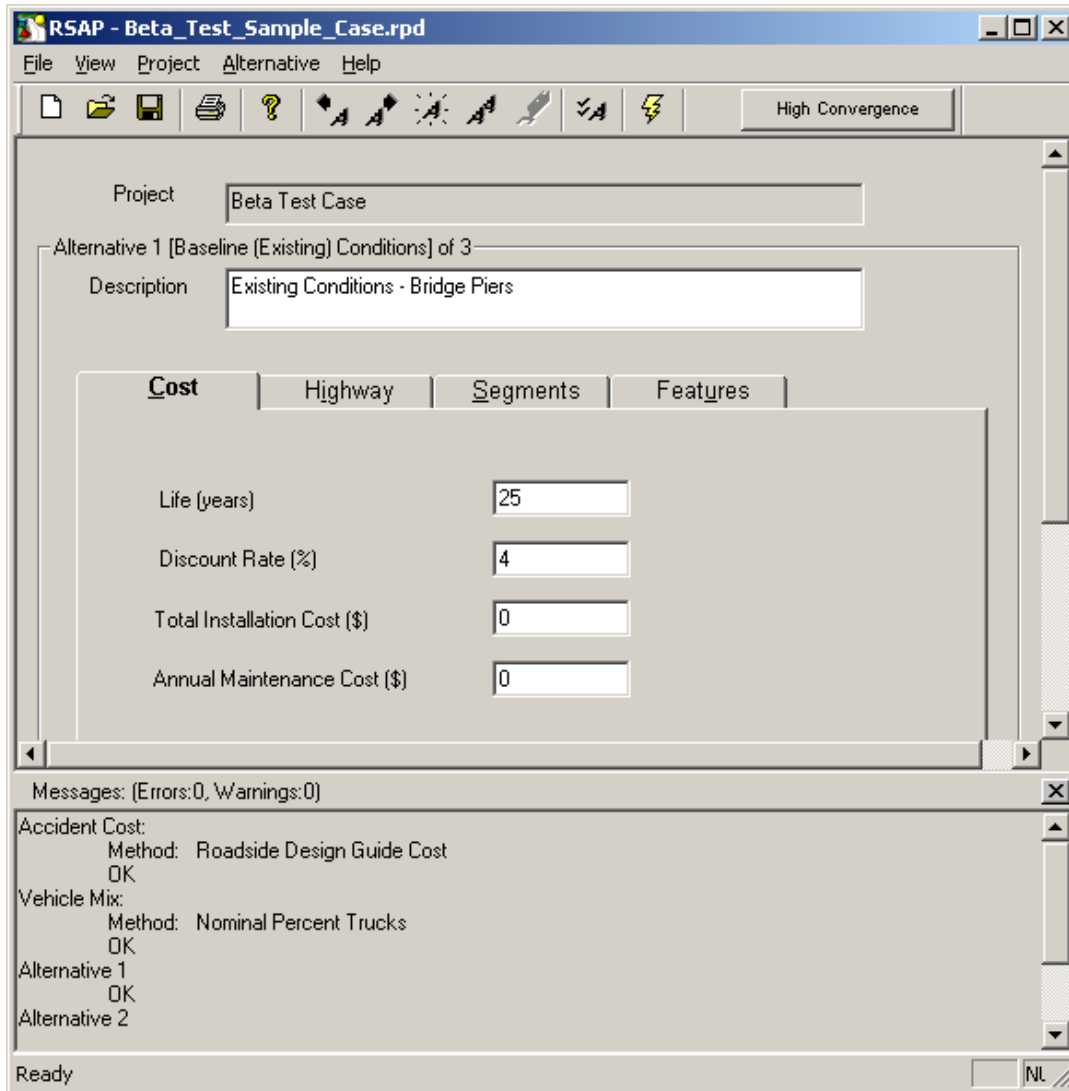 RSAP - Beta_Test_Sample_Case.rpd
File View Project Alternative Help
High Convergence
Project Beta Test Case
Alternative 1 [Baseline (Existing) Conditions] of 3
Description Existing Conditions - Bridge Piers
Cost Highway Segments Features
Life (years) 25
Discount Rate (%) 4
Total Installation Cost ($) 0
Annual Maintenance Cost ($) 0
Messages: (Errors:0, Warnings:0)
Accident Cost:
Method: Roadside Design Guide Cost
OK
Vehicle Mix:
Method: Nominal Percent Trucks
OK
Alternative 1
OK
Alternative 2
Ready